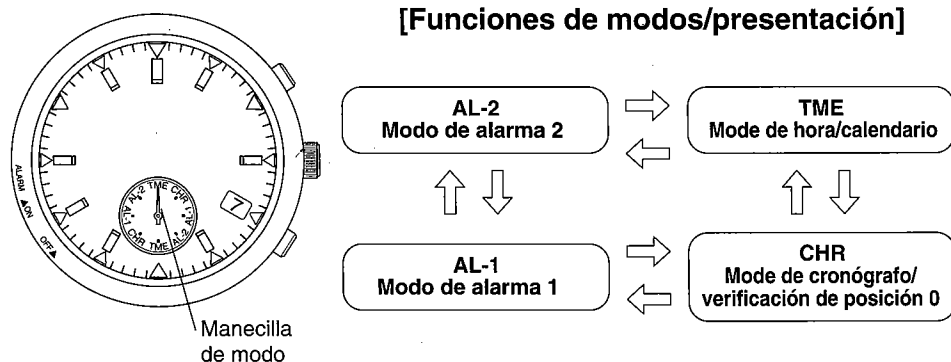 [Funciones de modos/presentación]
AL-2
Modo de alarma 2
TME
Mode de hora/calendario
AL-1
Modo de alarma 1
CHR
Mode de cronógrafo/
verificación de posición 0
ALARM ▲ON
OFF▲
TME CHR AL-1 AL-2 TME CHR AL-1 AL-2
7
Manecilla
de modo